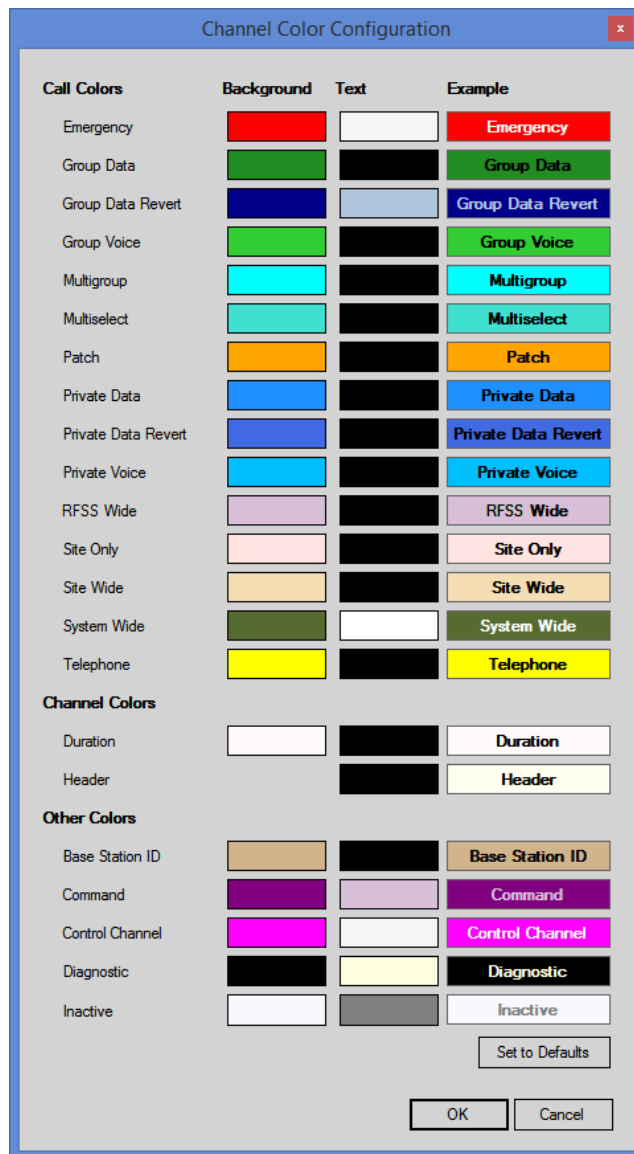 Channel Color Configuration
x
Call Colors Background Text Example
Emergency Emergency
Group Data Group Data
Group Data Revert Group Data Revert
Group Voice Group Voice
Multigroup Multigroup
Multiselect Multiselect
Patch Patch
Private Data Private Data
Private Data Revert Private Data Revert
Private Voice Private Voice
RFSS Wide RFSS Wide
Site Only Site Only
Site Wide Site Wide
System Wide System Wide
Telephone Telephone
Channel Colors
Duration Duration
Header Header
Other Colors
Base Station ID Base Station ID
Command Command
Control Channel Control Channel
Diagnostic Diagnostic
Inactive Inactive
Set to Defaults
OK Cancel